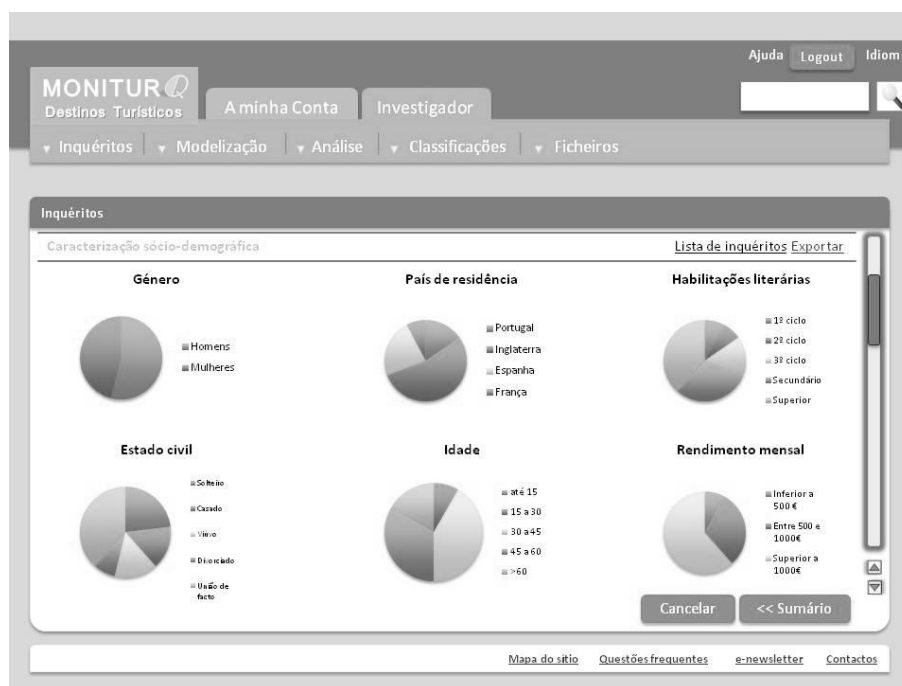 Ajuda Logout Idiom
MONITUR Q
Destinos Turísticos
A minha Conta Investigador
Inquéritos Modelização Análise Classificações Ficheiros
Inquéritos
Caracterização sócio-demográfica
Lista de inquéritos Exportar
Género
Homens
Mulheres
País de residência
Portugal
Inglaterra
Espanha
França
Habilitações literárias
1º ciclo
2º ciclo
3º ciclo
Secundário
Superior
Estado civil
Solteiro
Casado
Viúvo
Divorciado
União de
facto
Idade
até 15
15 a 30
30 a 45
45 a 60
>60
Rendimento mensal
Inferior a
500 €
Entre 500 e
1000€
Superior a
1000€
Cancelar << Sumário
Mapa do sítio Questões frequentes e-newsletter Contactos